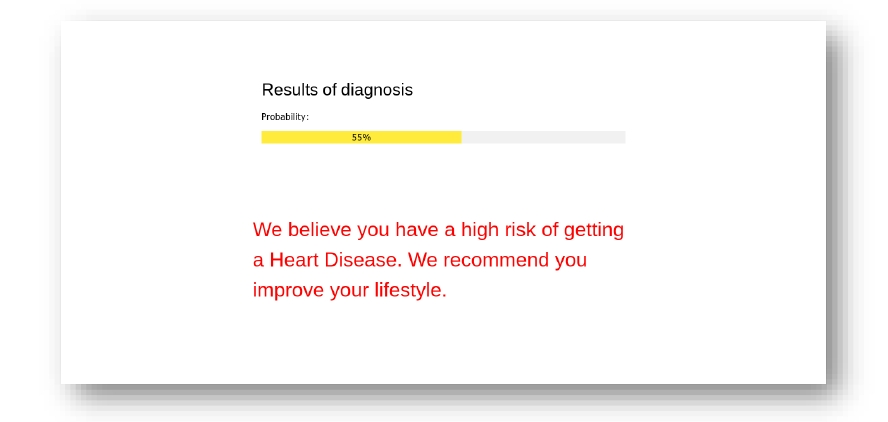 Results of diagnosis
Probability:
55%
We believe you have a high risk of getting
a Heart Disease. We recommend you
improve your lifestyle.